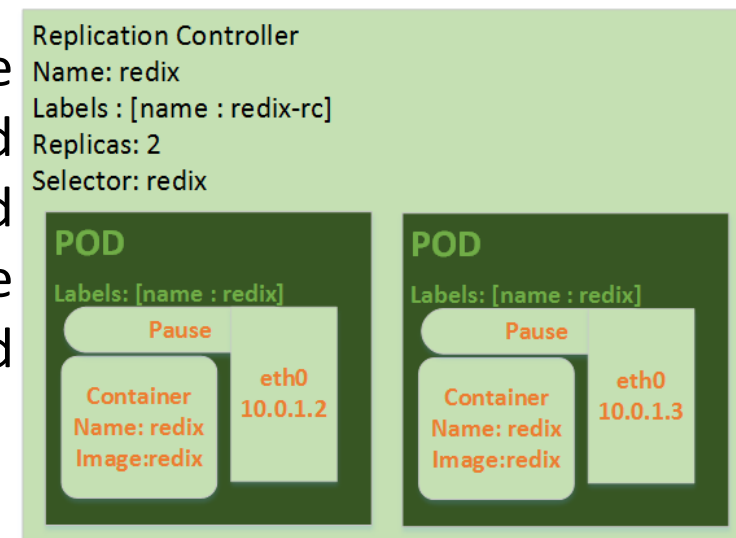 Replication Controller
Name: redix
Labels : [name : redix-rc]
Replicas: 2
Selector: redix
POD
Labels: [name : redix]
Pause
eth0
10.0.1.2
Container
Name: redix
Image:redix
POD
Labels: [name : redix]
Pause
eth0
10.0.1.3
Container
Name: redix
Image:redix